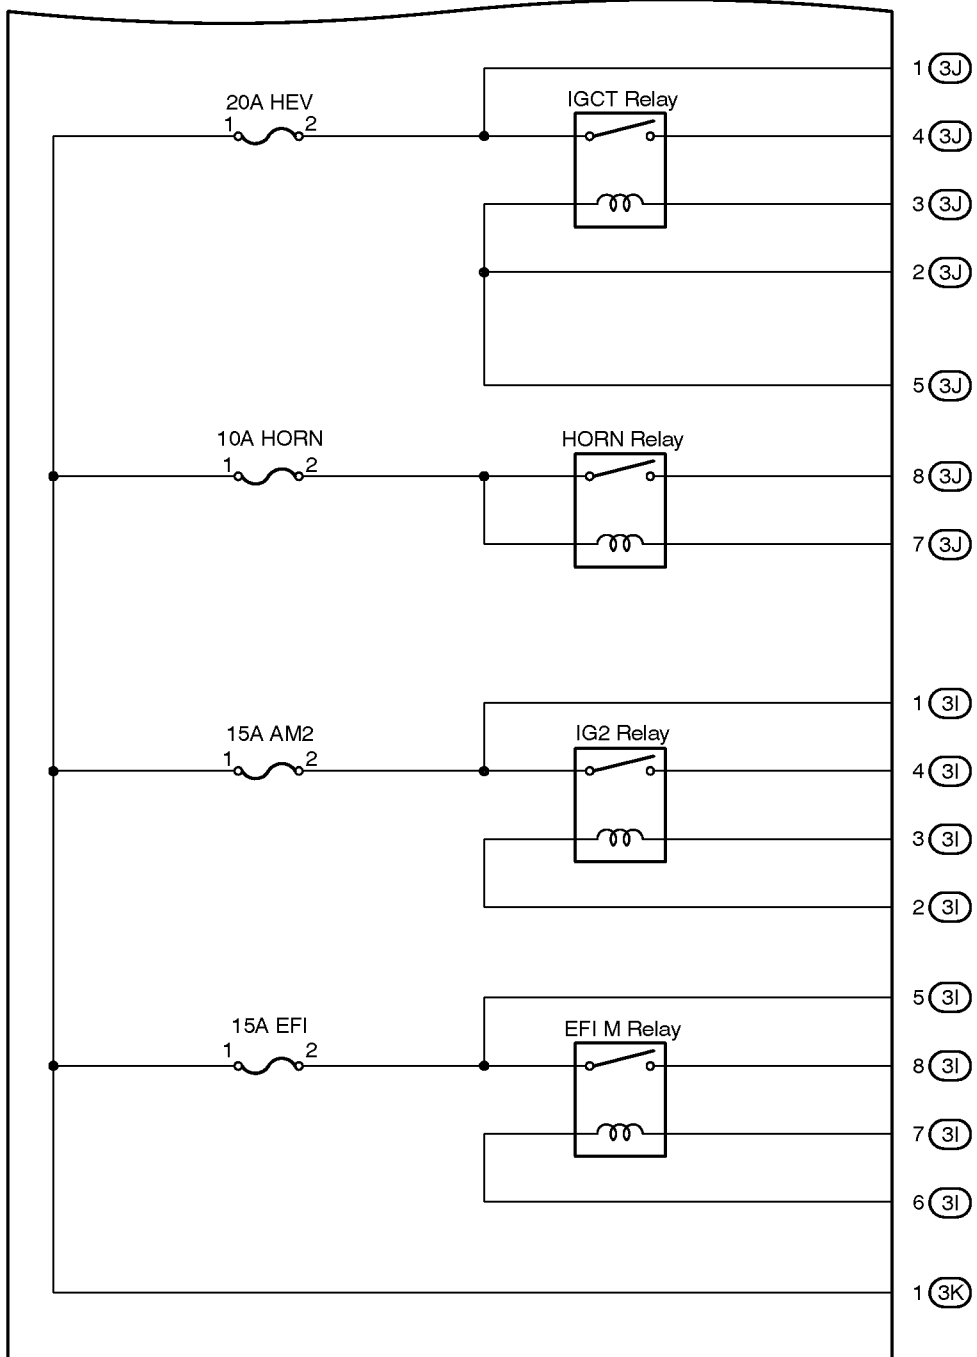 1 3J
20A HEV
IGCT Relay
1 2
4 3J
3 3J
2 3J
5 3J
10A HORN
HORN Relay
1 2
8 3J
7 3J
1 3I
15A AM2
IG2 Relay
1 2
4 3I
3 3I
2 3I
5 3I
15A EFI
EFI M Relay
1 2
8 3I
7 3I
6 3I
1 3K